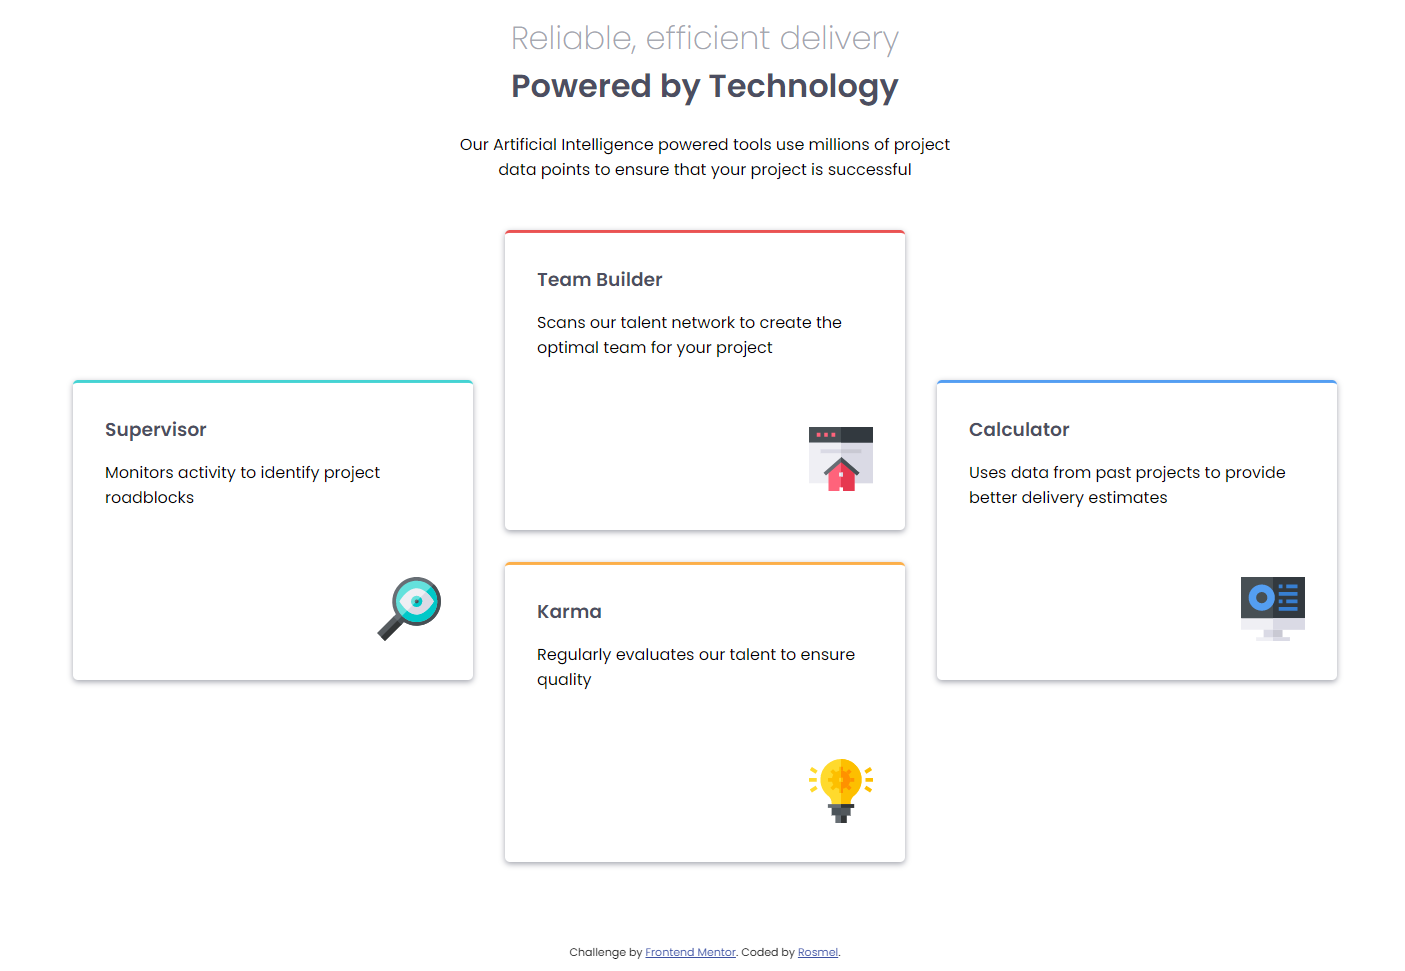 Reliable, efficient delivery
Powered by Technology
Our Artificial Intelligence powered tools use millions of project
data points to ensure that your project is successful
Team Builder
Scans our talent network to create the
optimal team for your project
Supervisor
Monitors activity to identify project
roadblocks
Calculator
Uses data from past projects to provide
better delivery estimates
Karma
Regularly evaluates our talent to ensure
quality
Challenge by Frontend Mentor. Coded by Rosmel.